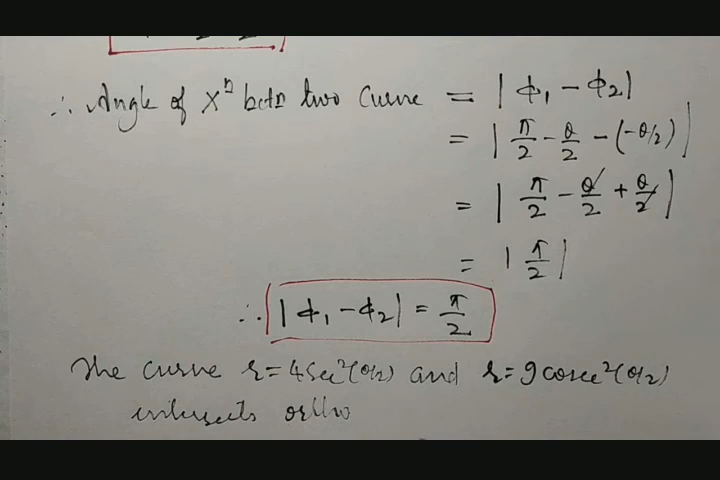 ∴ Angle of Xⁿ betn two curve = |ϕ₁ - ϕ₂|
= |π/2 - θ/2 - (-θ/2)|
= |π/2 - θ/2 + θ/2|
= |π/2|
∴ |ϕ₁ - ϕ₂| = π/2
The curve r=4sec²(θ/2) and r=9cosec²(θ/2)
intersects ortho